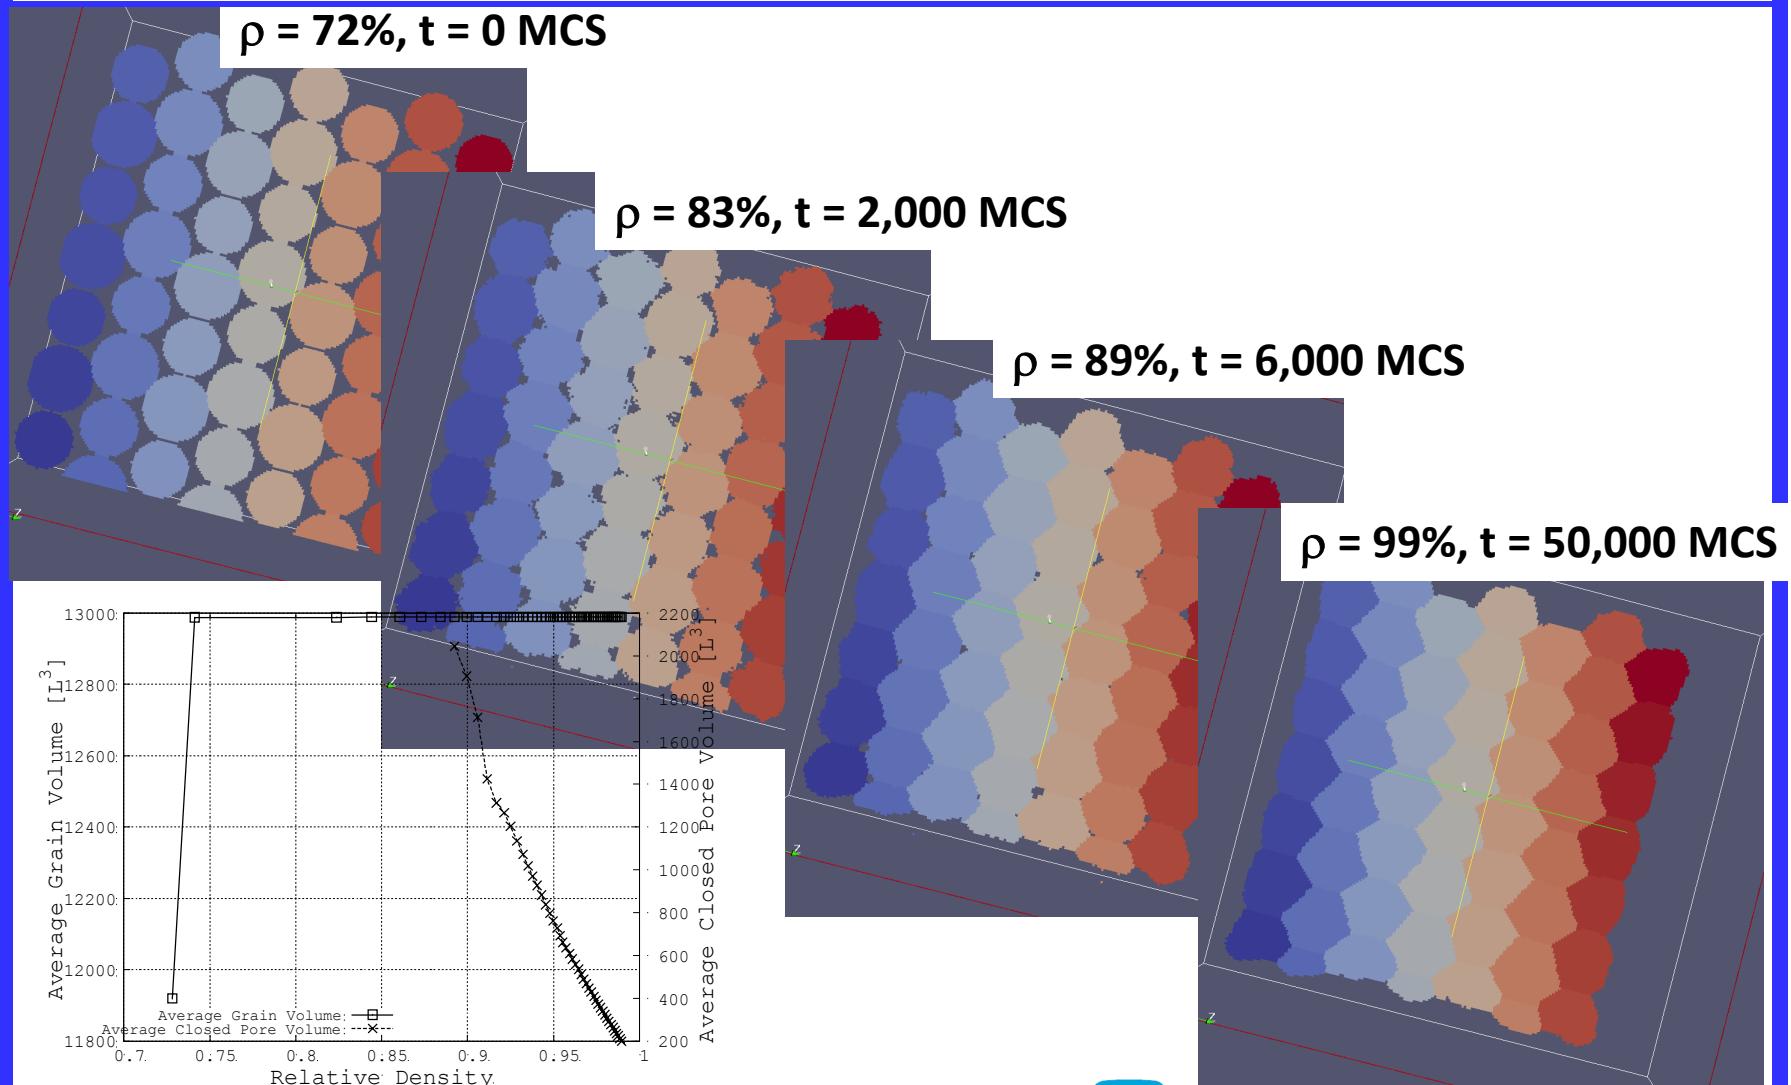 ρ = 72%, t = 0 MCS
ρ = 83%, t = 2,000 MCS
ρ = 89%, t = 6,000 MCS
ρ = 99%, t = 50,000 MCS
z
z
z
z
Average Grain Volume [L^3]
13000
12800
12600
12400
12200
12000
11800
Average Grain Volume:
Average Closed Pore Volume:
0.7
0.75
0.8
0.85
0.9
0.95
1
Relative Density
2200
2000
1800
1600
1400
1200
1000
800
600
400
200
Average Closed Pore Volume [L^3]